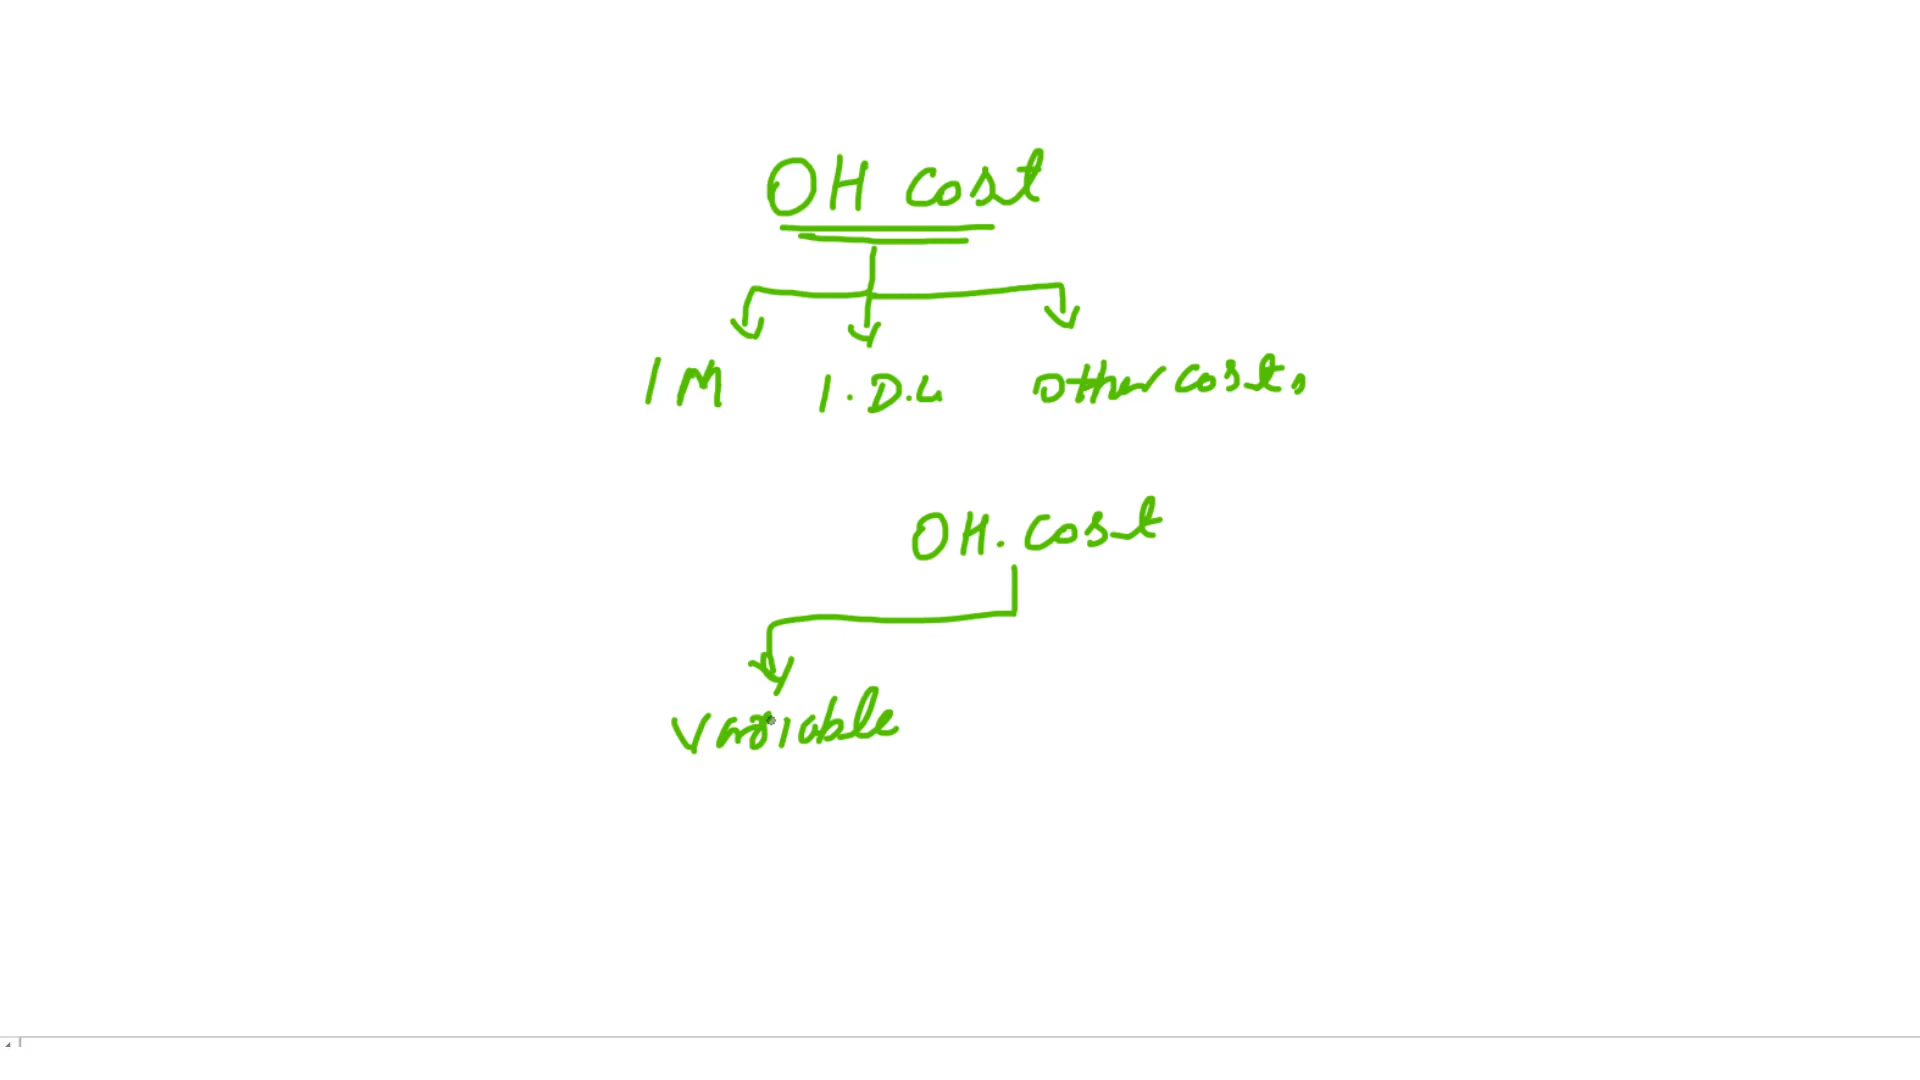 OH cost
IM I.D.L other costs
OH. cost
variable